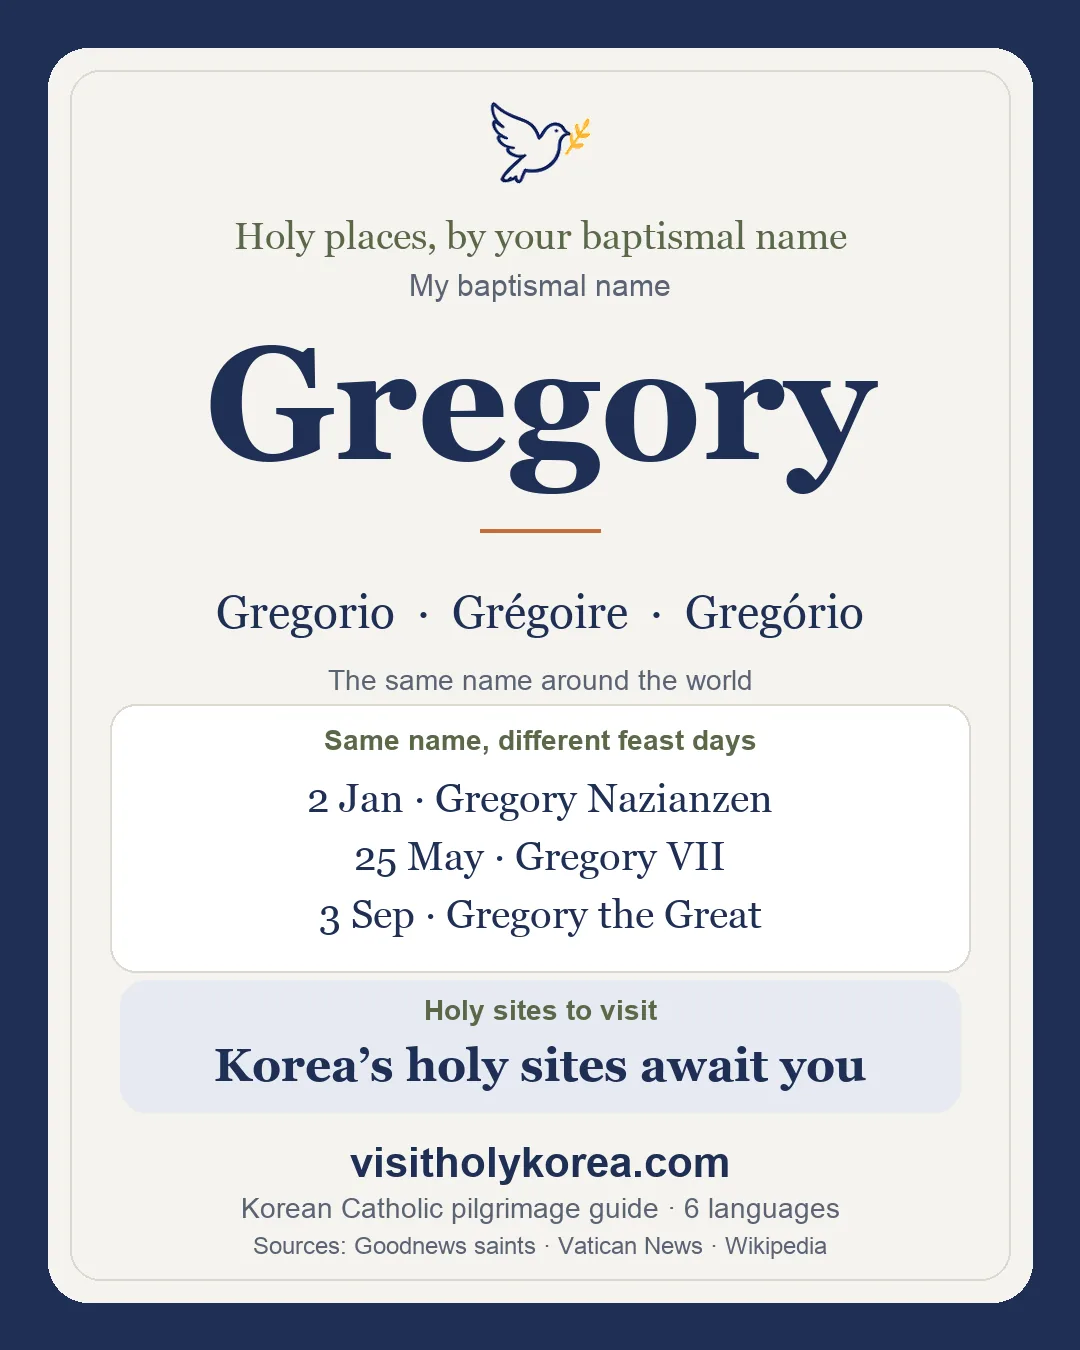 Holy places, by your baptismal name
My baptismal name
Gregory
Gregorio · Grégoire · Gregório
The same name around the world
Same name, different feast days
2 Jan · Gregory Nazianzen
25 May · Gregory VII
3 Sep · Gregory the Great
Holy sites to visit
Korea’s holy sites await you
visitholykorea.com
Korean Catholic pilgrimage guide · 6 languages
Sources: Goodnews saints · Vatican News · Wikipedia